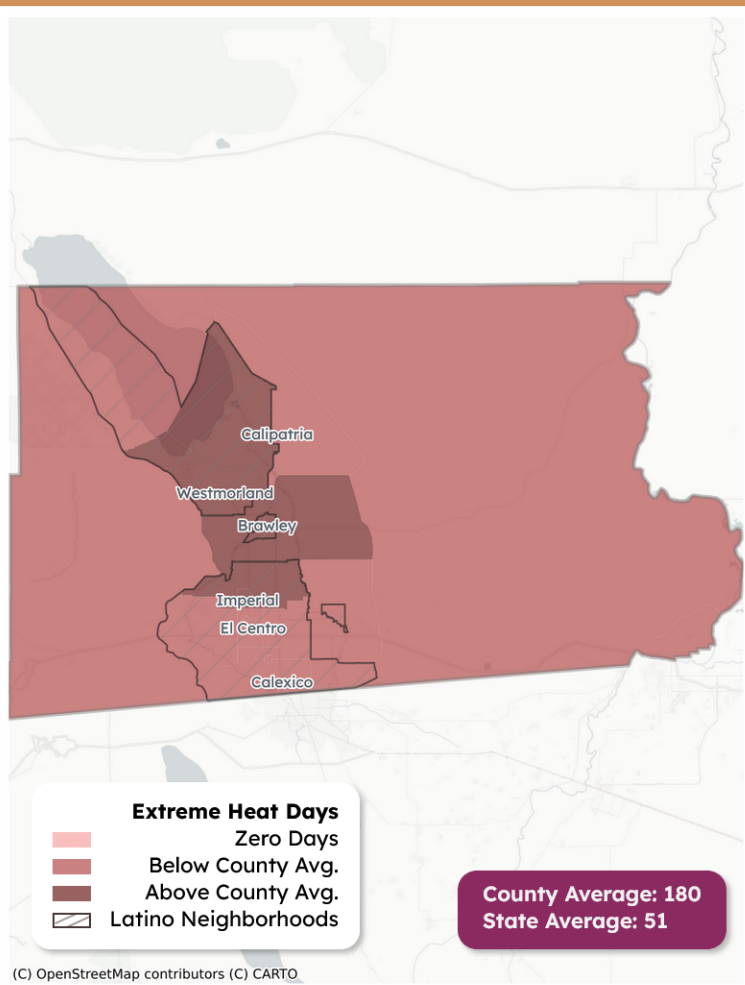 Calipatria
Westmorland
Brawley
Imperial
El Centro
Calexico
Extreme Heat Days
Zero Days
Below County Avg.
Above County Avg.
Latino Neighborhoods
County Average: 180
State Average: 51
(C) OpenStreetMap contributors (C) CARTO